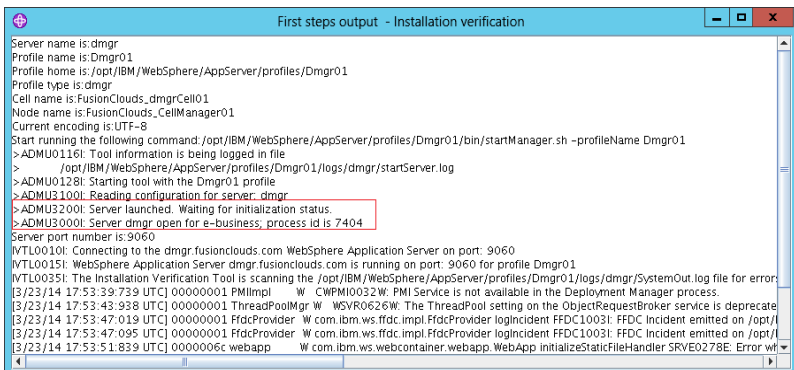 First steps output - Installation verification
Server name is:dmgr
Profile name is:Dmgr01
Profile home is:/opt/IBM/WebSphere/AppServer/profiles/Dmgr01
Profile type is:dmgr
Cell name is:FusionClouds_dmgrCell01
Node name is:FusionClouds_CellManager01
Current encoding is:UTF-8
Start running the following command:/opt/IBM/WebSphere/AppServer/profiles/Dmgr01/bin/startManager.sh -profileName Dmgr01
>ADMU0116I: Tool information is being logged in file
> /opt/IBM/WebSphere/AppServer/profiles/Dmgr01/logs/dmgr/startServer.log
>ADMU0128I: Starting tool with the Dmgr01 profile
>ADMU3100I: Reading configuration for server: dmgr
>ADMU3200I: Server launched. Waiting for initialization status.
>ADMU3000I: Server dmgr open for e-business; process id is 7404
Server port number is:9060
IVTL0010I: Connecting to the dmgr.fusionclouds.com WebSphere Application Server on port: 9060
IVTL0015I: WebSphere Application Server dmgr.fusionclouds.com is running on port: 9060 for profile Dmgr01
IVTL0035I: The Installation Verification Tool is scanning the /opt/IBM/WebSphere/AppServer/profiles/Dmgr01/logs/dmgr/SystemOut.log file for errors
[3/23/14 17:53:39:739 UTC] 00000001 PMIImpl W CWPMI0032W: PMI Service is not available in the Deployment Manager process.
[3/23/14 17:53:43:938 UTC] 00000001 ThreadPoolMgr W WSVR0626W: The ThreadPool setting on the ObjectRequestBroker service is deprecate
[3/23/14 17:53:47:019 UTC] 00000001 FfdcProvider W com.ibm.ws.ffdc.impl.FfdcProvider logIncident FFDC1003I: FFDC Incident emitted on /opt/
[3/23/14 17:53:47:095 UTC] 00000001 FfdcProvider W com.ibm.ws.ffdc.impl.FfdcProvider logIncident FFDC1003I: FFDC Incident emitted on /opt/
[3/23/14 17:53:51:839 UTC] 0000006c webapp W com.ibm.ws.webcontainer.webapp.WebApp initializeStaticFileHandler SRVE0278E: Error wh